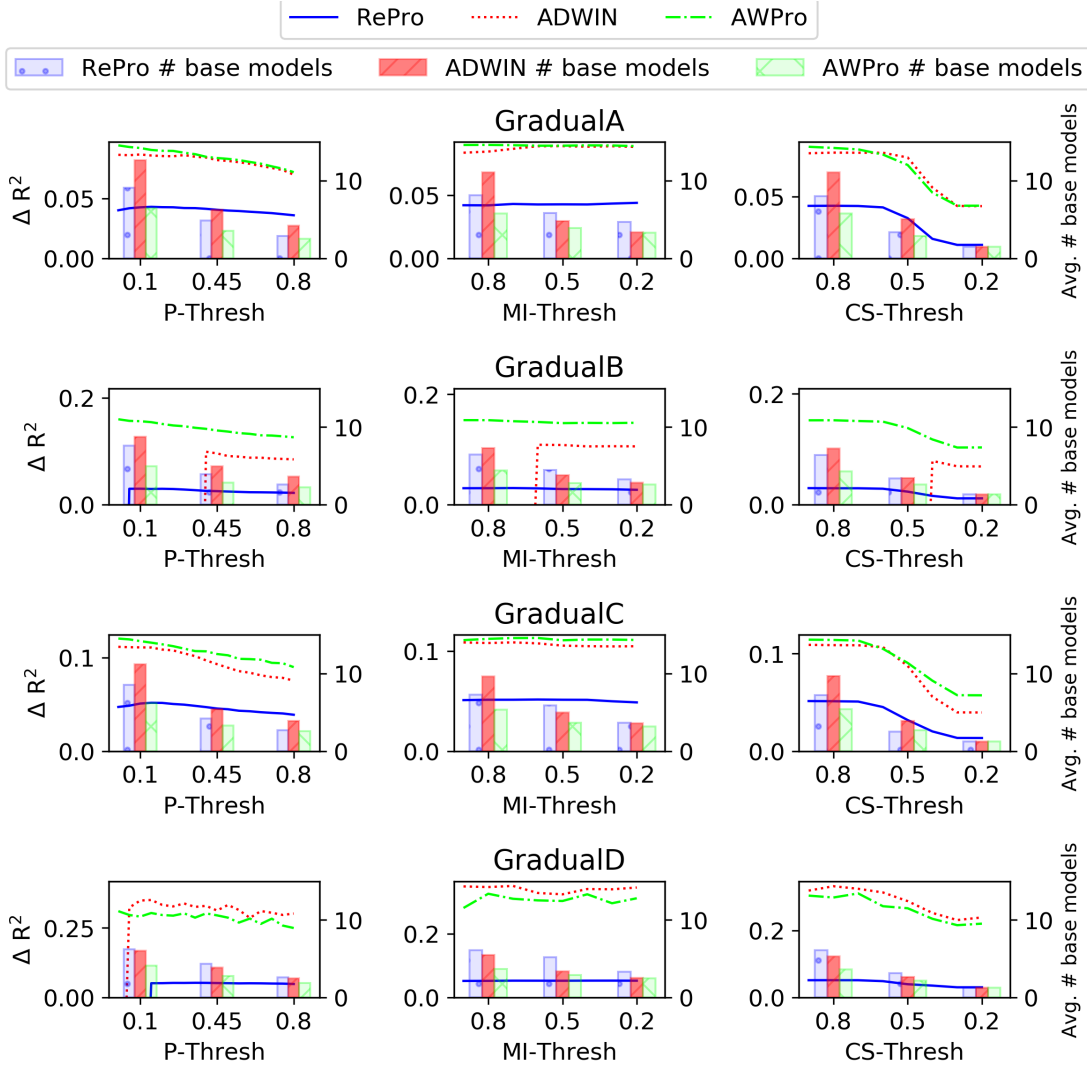 RePro ADWIN AWPro
RePro # base models ADWIN # base models AWPro # base models
GradualA
Δ R² 0.05 0.00 10 0 0.05 0.00 10 0 0.05 0.00 10 0 Avg. # base models
0.1 0.45 0.8 0.8 0.5 0.2 0.8 0.5 0.2
P-Thresh MI-Thresh CS-Thresh
GradualB
Δ R² 0.2 0.0 10 0 0.2 0.0 10 0 0.2 0.0 10 0 Avg. # base models
0.1 0.45 0.8 0.8 0.5 0.2 0.8 0.5 0.2
P-Thresh MI-Thresh CS-Thresh
GradualC
Δ R² 0.1 0.0 10 0 0.1 0.0 10 0 0.1 0.0 10 0 Avg. # base models
0.1 0.45 0.8 0.8 0.5 0.2 0.8 0.5 0.2
P-Thresh MI-Thresh CS-Thresh
GradualD
Δ R² 0.25 0.00 10 0 0.2 0.0 10 0 0.2 0.0 10 0 Avg. # base models
0.1 0.45 0.8 0.8 0.5 0.2 0.8 0.5 0.2
P-Thresh MI-Thresh CS-Thresh